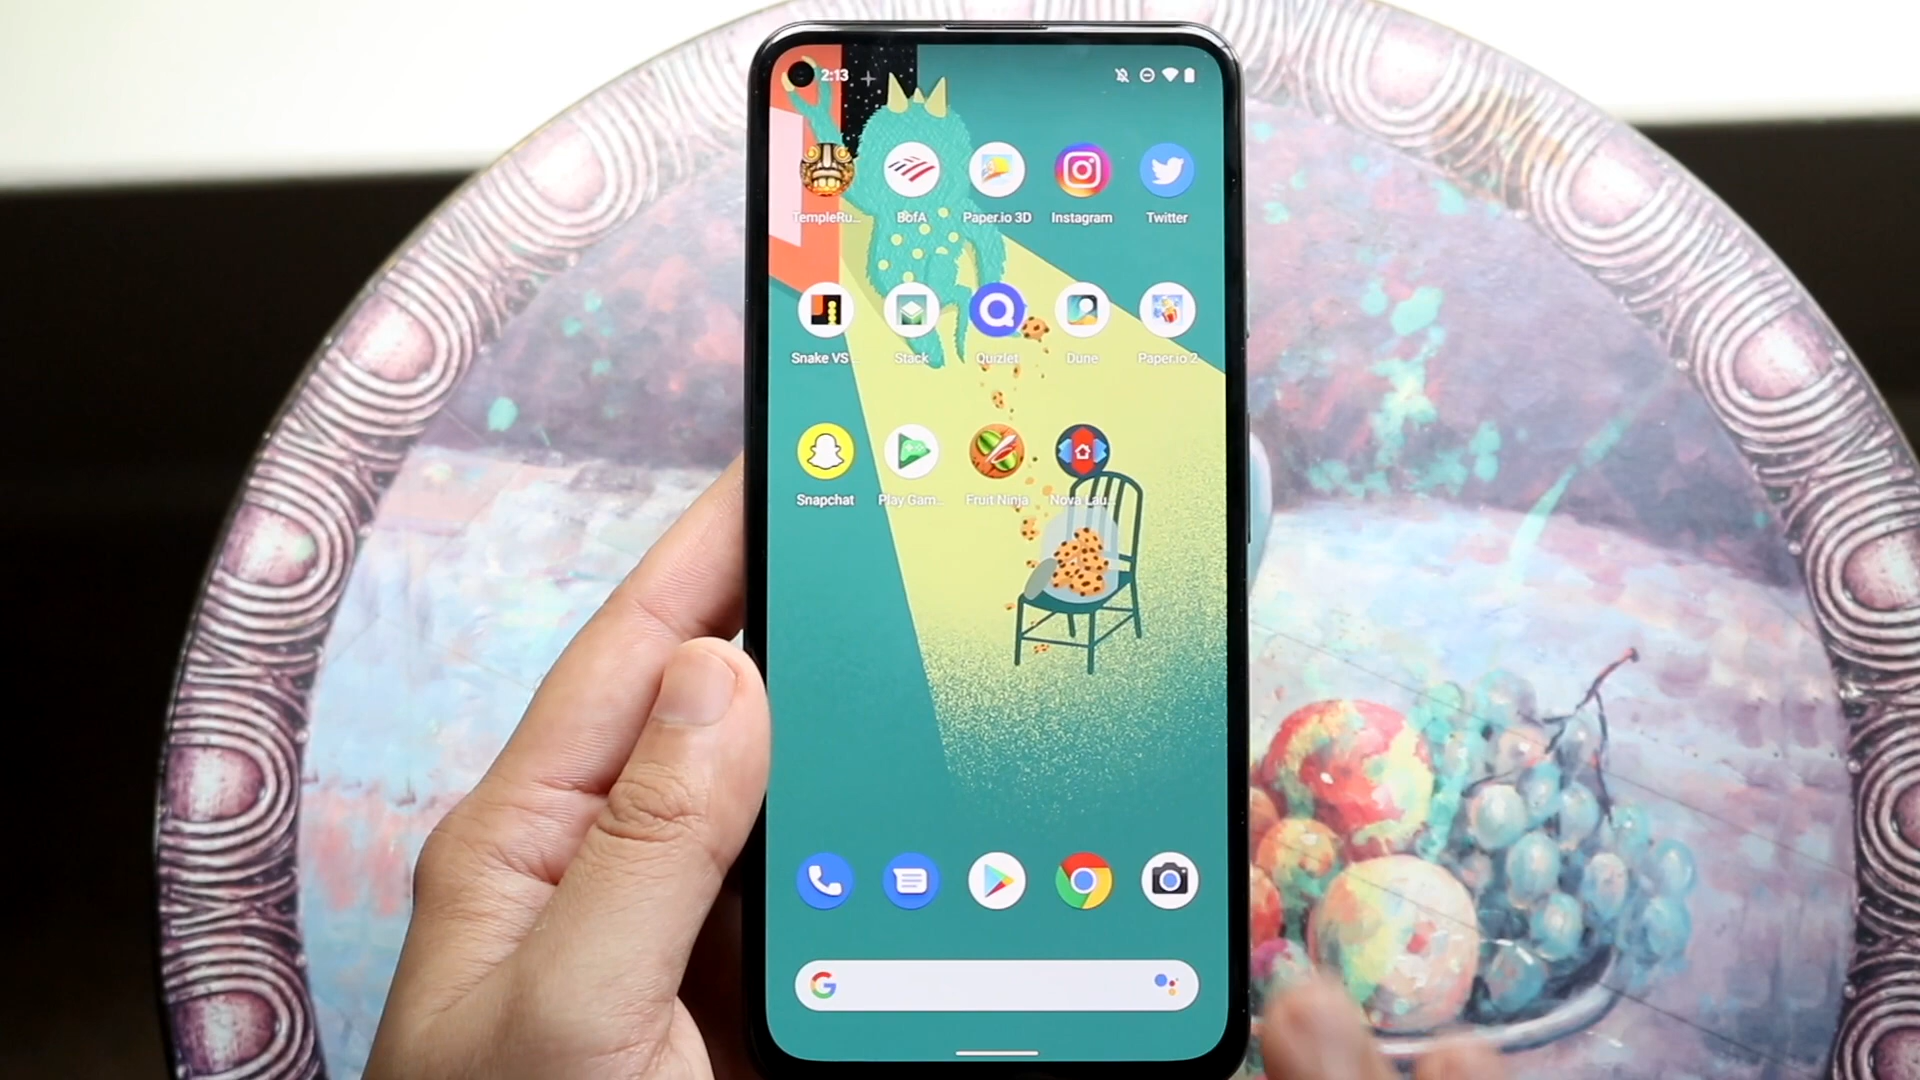 2:13
TempleRu...
BofA
Paper.io 3D
Instagram
Twitter
Snake VS ...
Stack
Quizlet
Dune
Paper.io 2
Snapchat
Play Gam...
Fruit Ninja
Nova Lau...